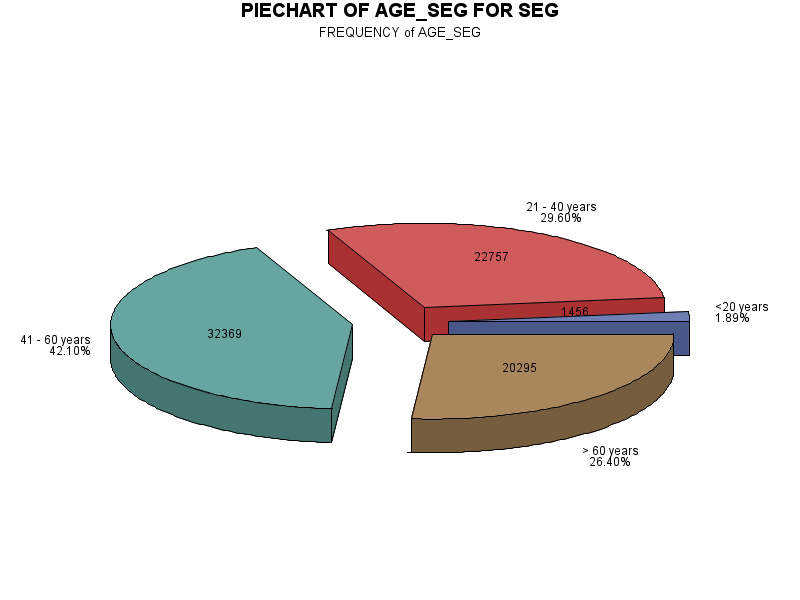 PIECHART OF AGE_SEG FOR SEG
FREQUENCY of AGE_SEG
21 - 40 years
29.60%
22757
1456
<20 years
1.89%
32369
41 - 60 years
42.10%
20295
> 60 years
26.40%